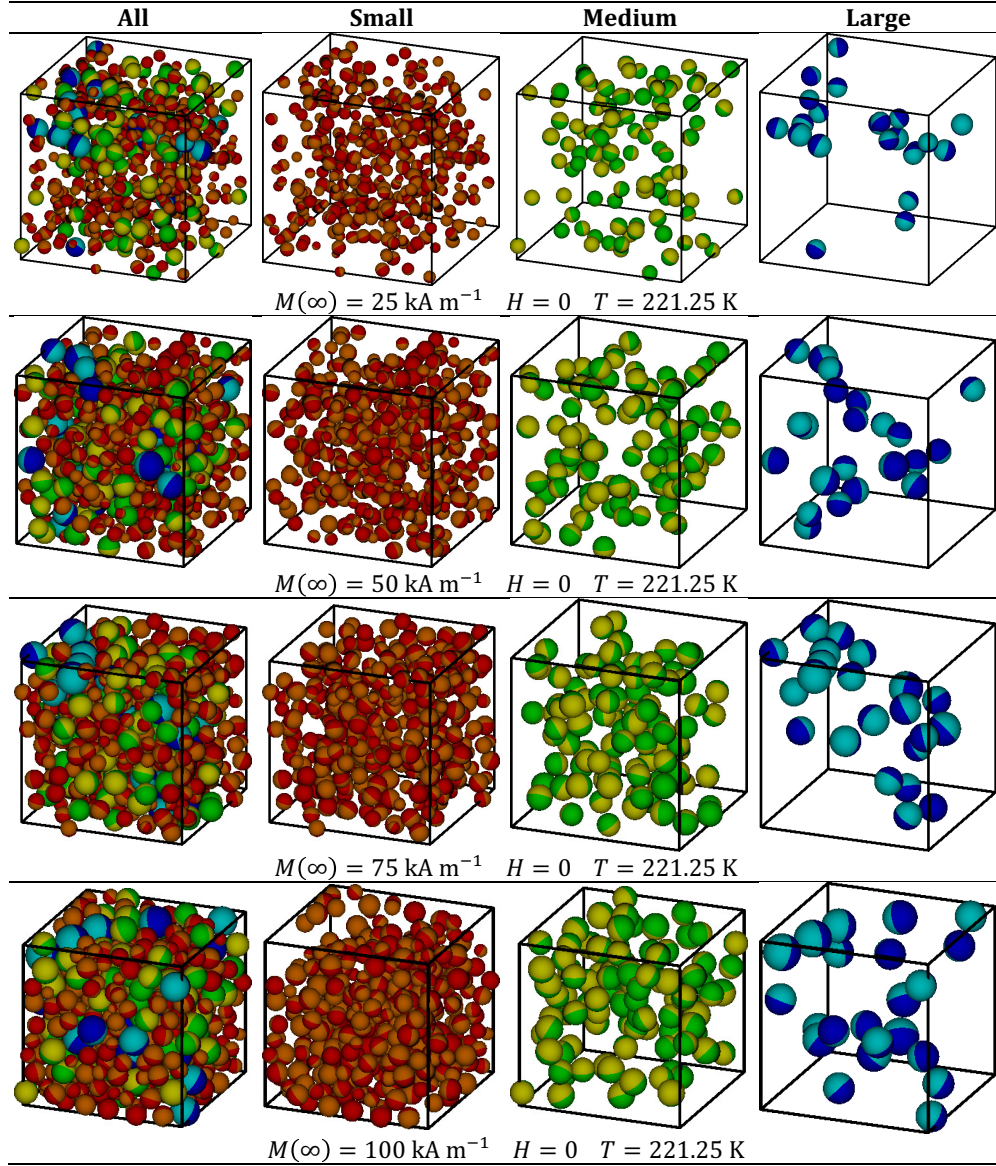 All Small Medium Large
M(∞) = 25 kA m⁻¹ H = 0 T = 221.25 K
M(∞) = 50 kA m⁻¹ H = 0 T = 221.25 K
M(∞) = 75 kA m⁻¹ H = 0 T = 221.25 K
M(∞) = 100 kA m⁻¹ H = 0 T = 221.25 K